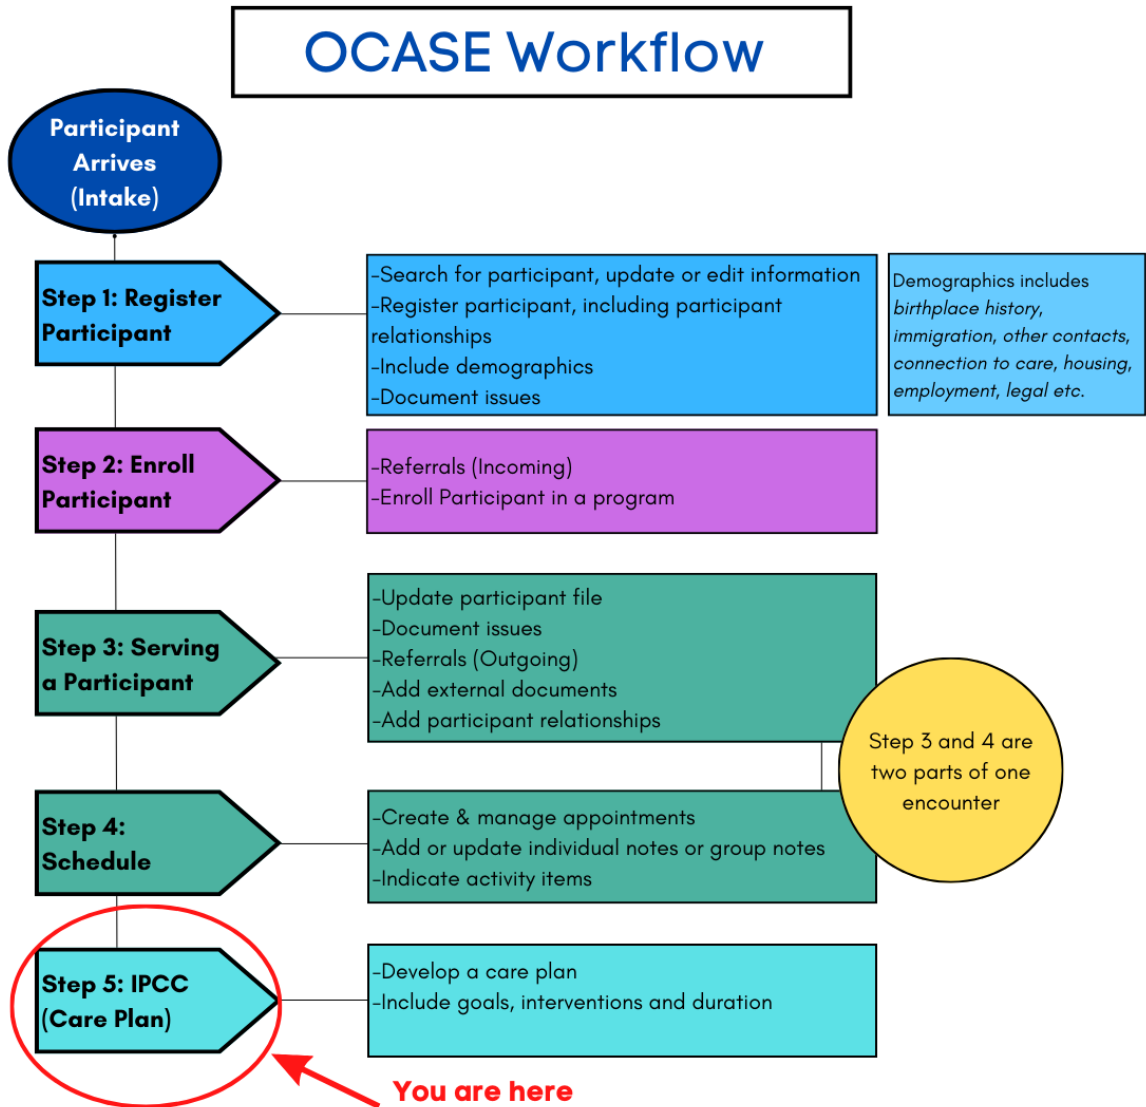 OCASE Workflow
Participant
Arrives
(Intake)
Step 1: Register
Participant
-Search for participant, update or edit information
-Register participant, including participant
relationships
-Include demographics
-Document issues
Demographics includes
birthplace history,
immigration, other contacts,
connection to care, housing,
employment, legal etc.
Step 2: Enroll
Participant
-Referrals (Incoming)
-Enroll Participant in a program
Step 3: Serving
a Participant
-Update participant file
-Document issues
-Referrals (Outgoing)
-Add external documents
-Add participant relationships
Step 3 and 4 are
two parts of one
encounter
Step 4:
Schedule
-Create & manage appointments
-Add or update individual notes or group notes
-Indicate activity items
Step 5: IPCC
(Care Plan)
-Develop a care plan
-Include goals, interventions and duration
You are here